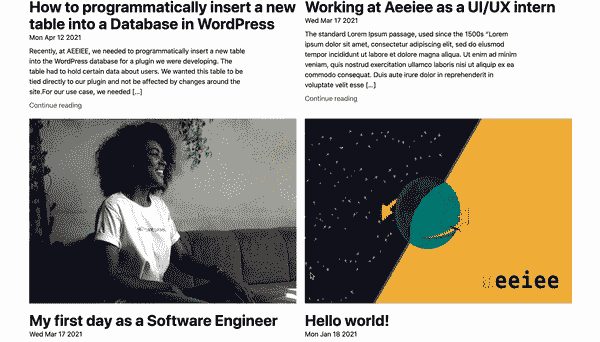 How to programmatically insert a new
table into a Database in WordPress
Mon Apr 12 2021
Recently, at AEEIEE, we needed to programmatically insert a new table
into the WordPress database for a plugin we were developing. The
table had to hold certain data about users. We wanted this table to be
tied directly to our plugin and not be affected by changes around the
site.For our use case, we needed [...]
Continue reading
Working at Aeeiee as a UI/UX intern
Wed Mar 17 2021
The standard Lorem Ipsum passage, used since the 1500s "Lorem
ipsum dolor sit amet, consectetur adipiscing elit, sed do eiusmod
tempor incididunt ut labore et dolore magna aliqua. Ut enim ad minim
veniam, quis nostrud exercitation ullamco laboris nisi ut aliquip ex ea
commodo consequat. Duis aute irure dolor in reprehenderit in
voluptate velit esse [...]
Continue reading
eeiee
My first day as a Software Engineer
Wed Mar 17 2021
Hello world!
Mon Jan 18 2021